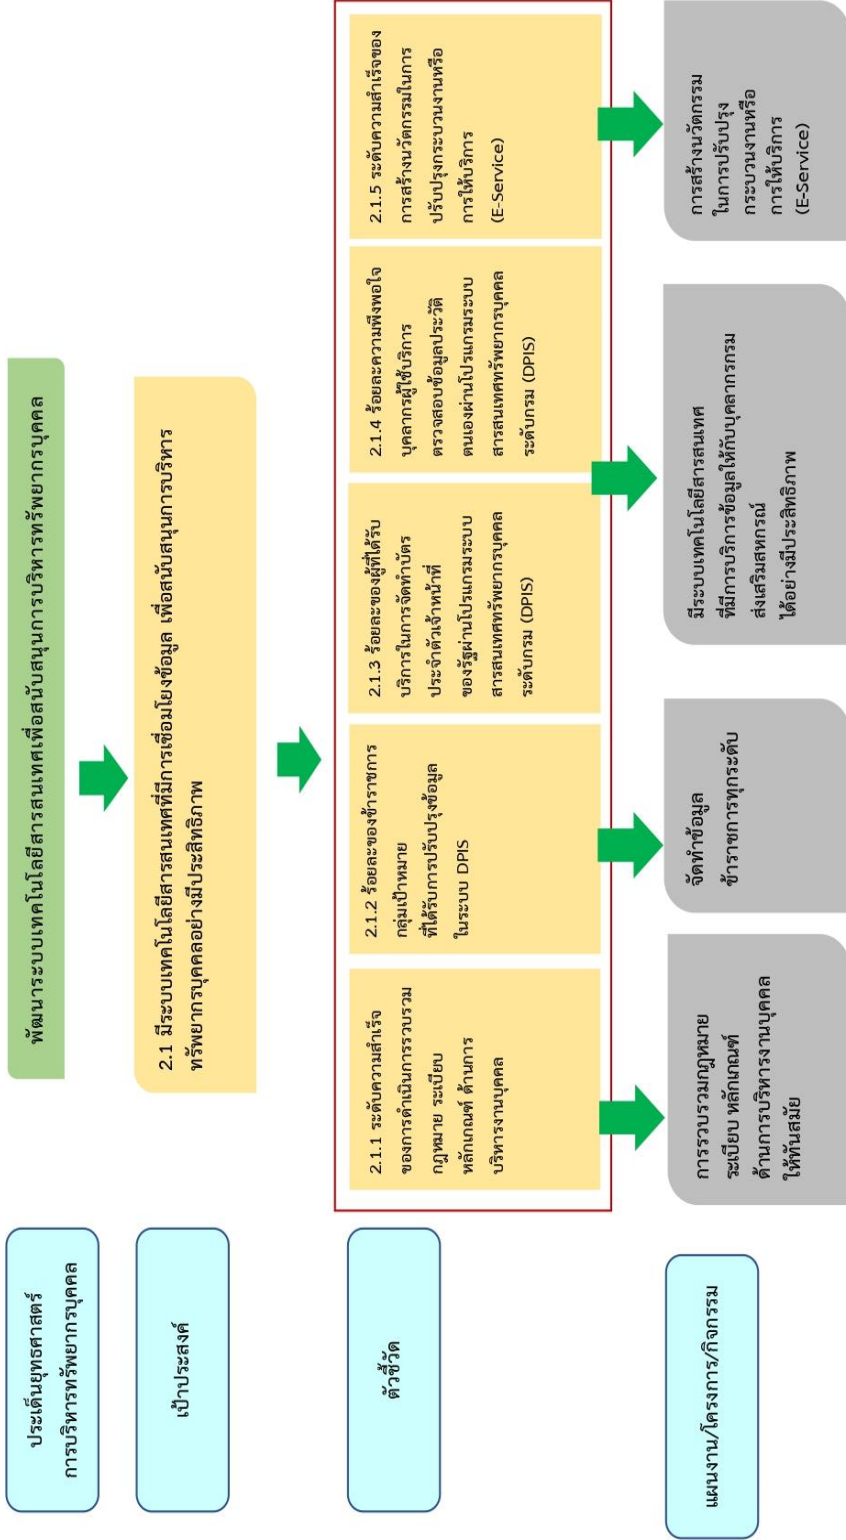 ประเด็นยุทธศาสตร์
การบริหารทรัพยากรบุคคล
พัฒนาระบบเทคโนโลยีสารสนเทศเพื่อสนับสนุนการบริหารทรัพยากรบุคคล
เป้าประสงค์
2.1 มีระบบเทคโนโลยีสารสนเทศที่มีการเชื่อมโยงข้อมูล เพื่อสนับสนุนการบริหาร
ทรัพยากรบุคคลอย่างมีประสิทธิภาพ
ตัวชี้วัด
2.1.1 ระดับความสำเร็จ
ของการดำเนินการรวบรวม
กฎหมาย ระเบียบ
หลักเกณฑ์ ด้านการ
บริหารงานบุคคล
2.1.2 ร้อยละของข้าราชการ
กลุ่มเป้าหมาย
ที่ได้รับการปรับปรุงข้อมูล
ในระบบ DPIS
2.1.3 ร้อยละของผู้ที่ได้รับ
บริการในการจัดทำบัตร
ประจำตัวเจ้าหน้าที่
ของรัฐผ่านโปรแกรมระบบ
สารสนเทศทรัพยากรบุคคล
ระดับกรม (DPIS)
2.1.4 ร้อยละความพึงพอใจ
บุคลากรผู้ใช้บริการ
ตรวจสอบข้อมูลประวัติ
ตนเองผ่านโปรแกรมระบบ
สารสนเทศทรัพยากรบุคคล
ระดับกรม (DPIS)
2.1.5 ระดับความสำเร็จของ
การสร้างนวัตกรรมในการ
ปรับปรุงกระบวนงานหรือ
การให้บริการ
(E-Service)
แผนงาน/โครงการ/กิจกรรม
การรวบรวมกฎหมาย
ระเบียบ หลักเกณฑ์
ด้านการบริหารงานบุคคล
ให้ทันสมัย
จัดทำข้อมูล
ข้าราชการทุกระดับ
มีระบบเทคโนโลยีสารสนเทศ
ที่มีการบริการข้อมูลให้กับบุคลากรกรม
ส่งเสริมสหกรณ์
ได้อย่างมีประสิทธิภาพ
การสร้างนวัตกรรม
ในการปรับปรุง
กระบวนงานหรือ
การให้บริการ
(E-Service)